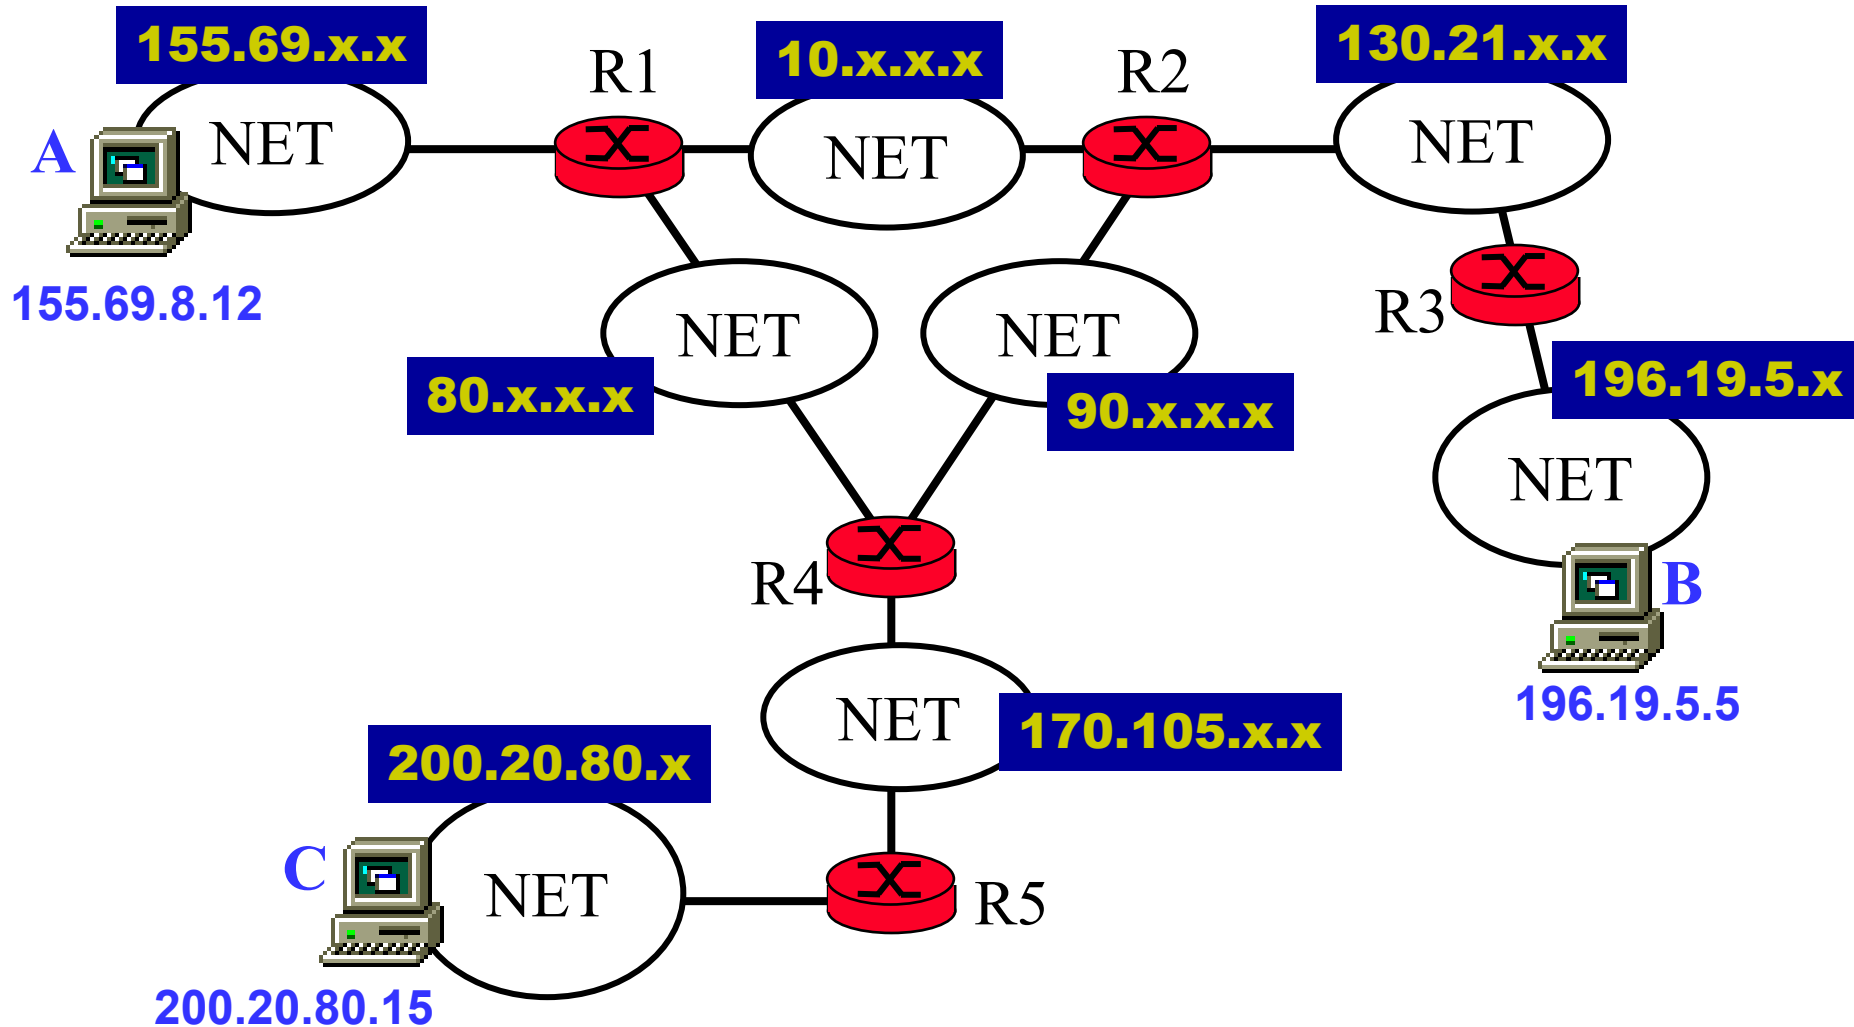 155.69.x.x
R1
10.x.x.x
R2
130.21.x.x
A
NET
NET
NET
155.69.8.12
NET
NET
R3
80.x.x.x
90.x.x.x
196.19.5.x
NET
R4
B
196.19.5.5
NET
170.105.x.x
200.20.80.x
C
NET
R5
200.20.80.15